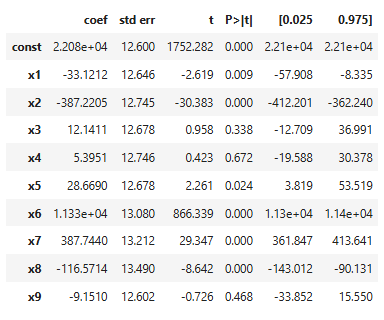 coef std err t P>|t| [0.025 0.975]
const 2.208e+04 12.600 1752.282 0.000 2.21e+04 2.21e+04
x1 -33.1212 12.646 -2.619 0.009 -57.908 -8.335
x2 -387.2205 12.745 -30.383 0.000 -412.201 -362.240
x3 12.1411 12.678 0.958 0.338 -12.709 36.991
x4 5.3951 12.746 0.423 0.672 -19.588 30.378
x5 28.6690 12.678 2.261 0.024 3.819 53.519
x6 1.133e+04 13.080 866.339 0.000 1.13e+04 1.14e+04
x7 387.7440 13.212 29.347 0.000 361.847 413.641
x8 -116.5714 13.490 -8.642 0.000 -143.012 -90.131
x9 -9.1510 12.602 -0.726 0.468 -33.852 15.550